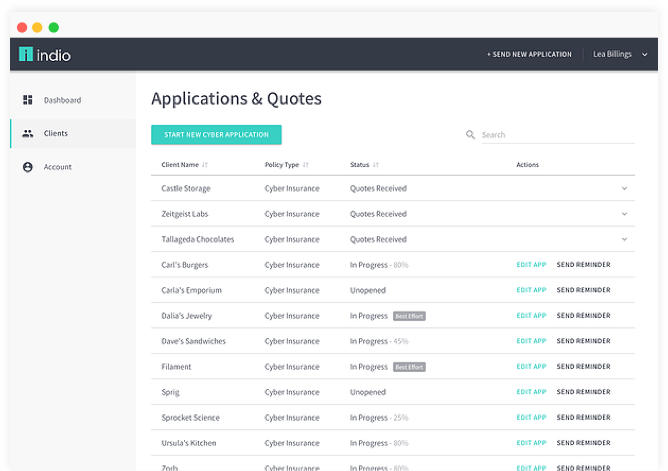 indio
+ SEND NEW APPLICATION Lea Billings
Dashboard
Clients
Account
Applications & Quotes
START NEW CYBER APPLICATION Search
Client Name Policy Type Status Actions
Castle Storage Cyber Insurance Quotes Received
Zeitgeist Labs Cyber Insurance Quotes Received
Tallageda Chocolates Cyber Insurance Quotes Received
Carl's Burgers Cyber Insurance In Progress - 80% EDIT APP SEND REMINDER
Carla's Emporium Cyber Insurance Unopened EDIT APP SEND REMINDER
Dalia's Jewelry Cyber Insurance In Progress Best Effort EDIT APP SEND REMINDER
Dave's Sandwiches Cyber Insurance In Progress - 45% EDIT APP SEND REMINDER
Filament Cyber Insurance In Progress Best Effort EDIT APP SEND REMINDER
Sprig Cyber Insurance Unopened EDIT APP SEND REMINDER
Sprocket Science Cyber Insurance In Progress - 25% EDIT APP SEND REMINDER
Ursula's Kitchen Cyber Insurance In Progress - 80% EDIT APP SEND REMINDER
Cyber Insurance In Progress - 80% EDIT APP SEND REMINDER